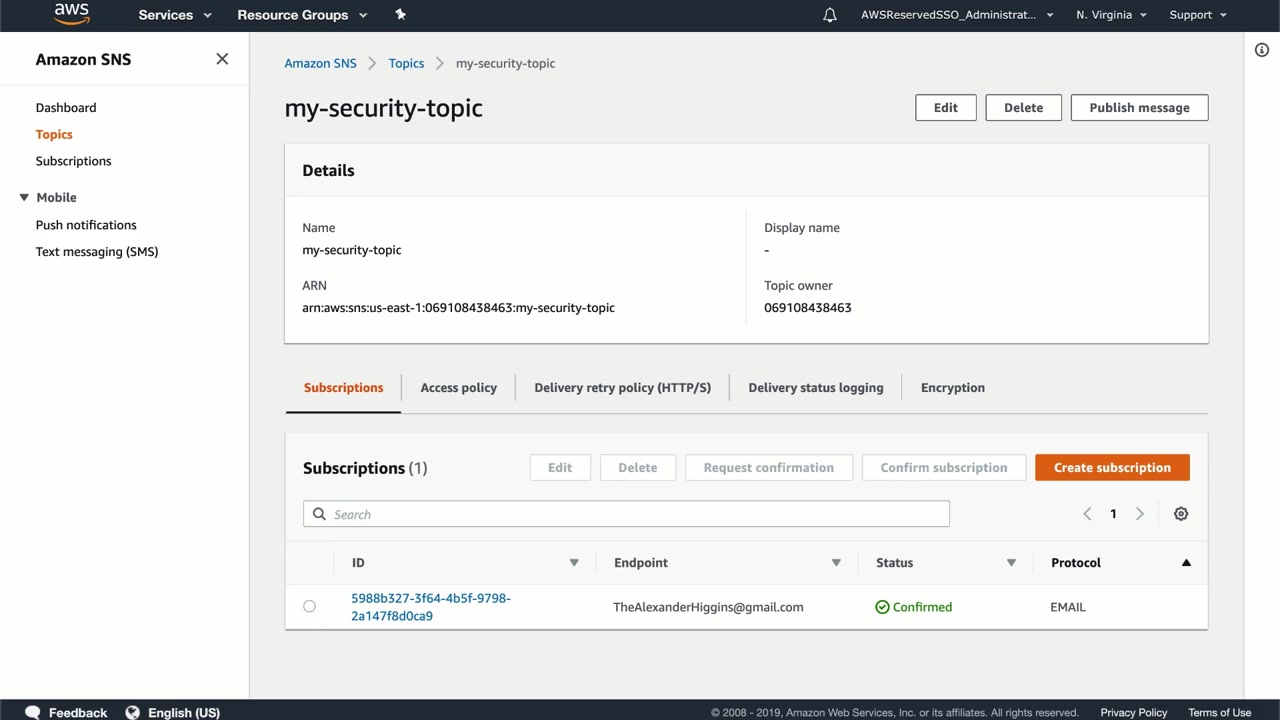 aws
Services
Resource Groups
AWSReservedSSO_Administrat...
N. Virginia
Support
Amazon SNS
Dashboard
Topics
Subscriptions
Mobile
Push notifications
Text messaging (SMS)
Amazon SNS
Topics
my-security-topic
my-security-topic
Edit
Delete
Publish message
Details
Name
my-security-topic
Display name
-
ARN
arn:aws:sns:us-east-1:069108438463:my-security-topic
Topic owner
069108438463
Subscriptions
Access policy
Delivery retry policy (HTTP/S)
Delivery status logging
Encryption
Subscriptions (1)
Edit
Delete
Request confirmation
Confirm subscription
Create subscription
Search
1
ID
Endpoint
Status
Protocol
5988b327-3f64-4b5f-9798-
2a147f8d0ca9
TheAlexanderHiggins@gmail.com
Confirmed
EMAIL
Feedback
English (US)
© 2008 - 2019, Amazon Web Services, Inc. or its affiliates. All rights reserved.
Privacy Policy
Terms of Use